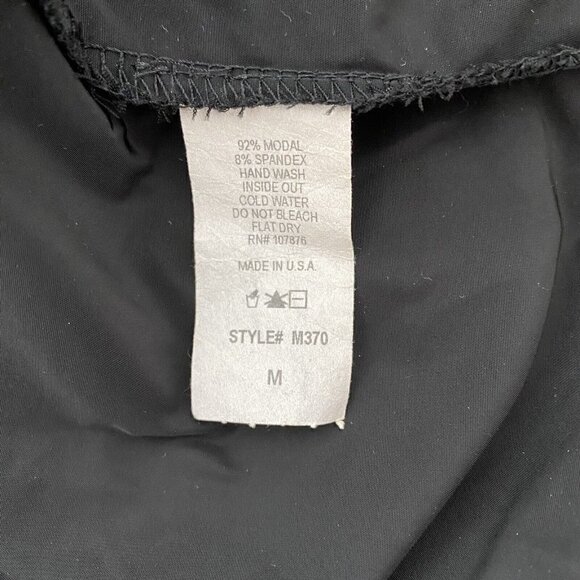 92% MODAL
8% SPANDEX
HAND WASH
INSIDE OUT
COLD WATER
DO NOT BLEACH
FLAT DRY
RN# 107876
MADE IN U.S.A.
STYLE# M370
M